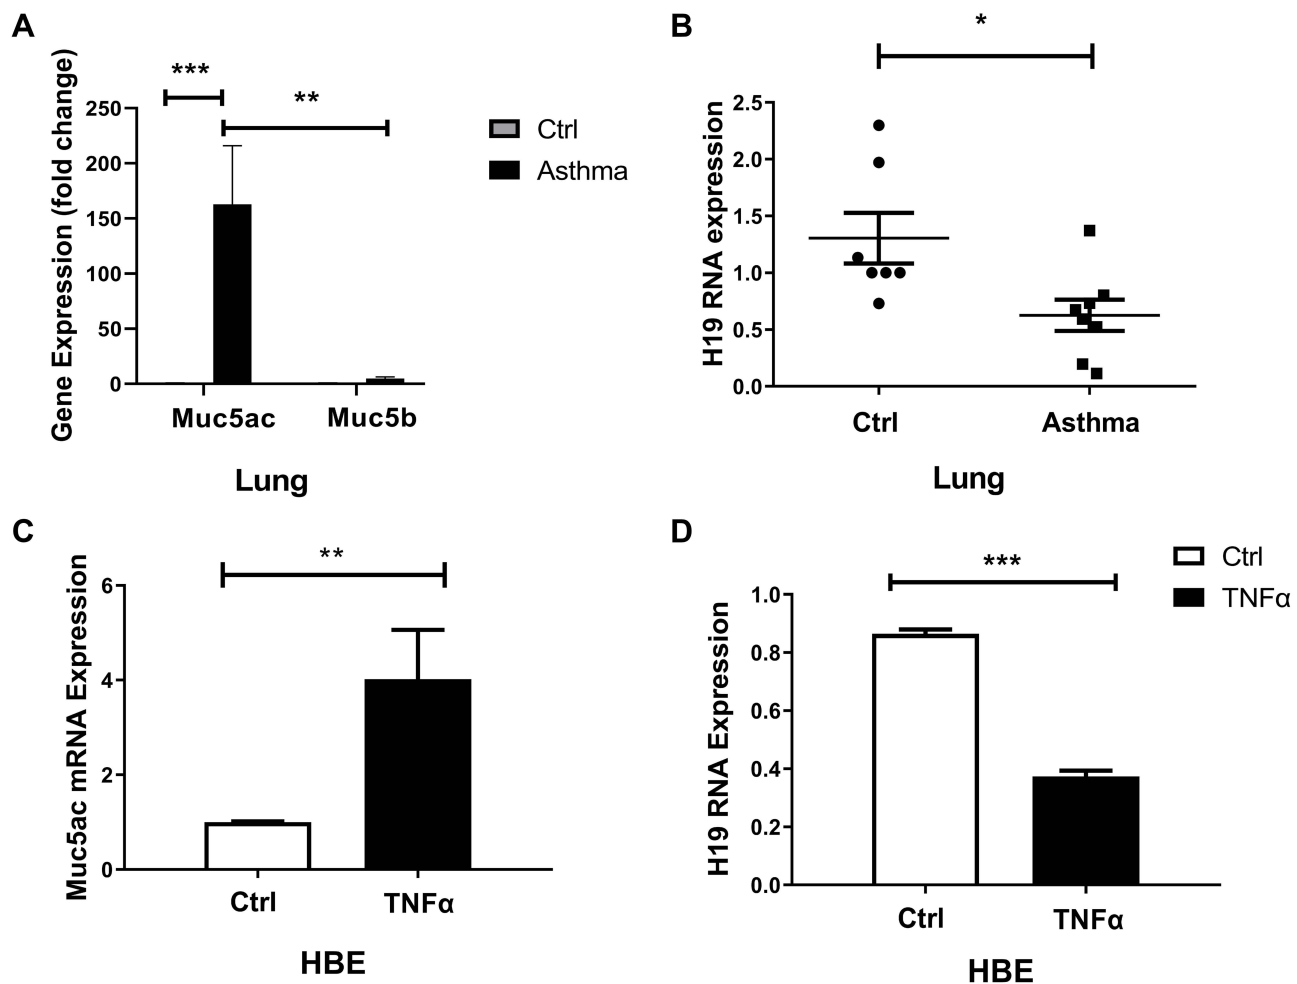 A
Gene Expression (fold change)
250
200
150
100
50
0
***
**
Ctrl
Asthma
Muc5ac
Muc5b
Lung
B
H19 RNA expression
2.5
2.0
1.5
1.0
0.5
0.0
*
Ctrl
Asthma
Lung
C
Muc5ac mRNA Expression
6
4
2
0
**
Ctrl
TNFα
HBE
D
H19 RNA Expression
1.0
0.8
0.6
0.4
0.2
0.0
***
Ctrl
TNFα
Ctrl
TNFα
HBE